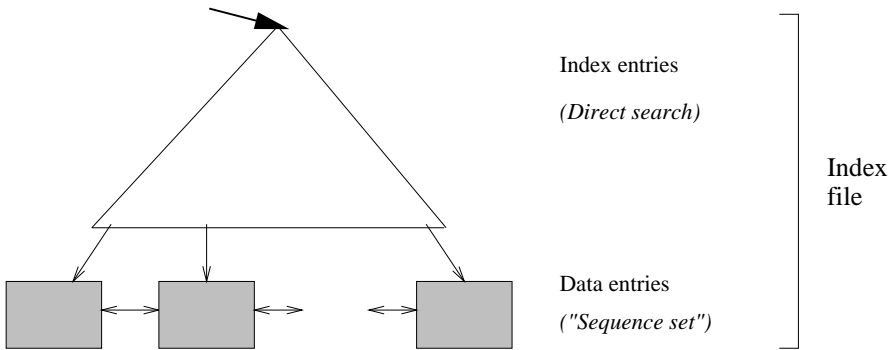 Index entries
(Direct search)
Index
file
Data entries
("Sequence set")